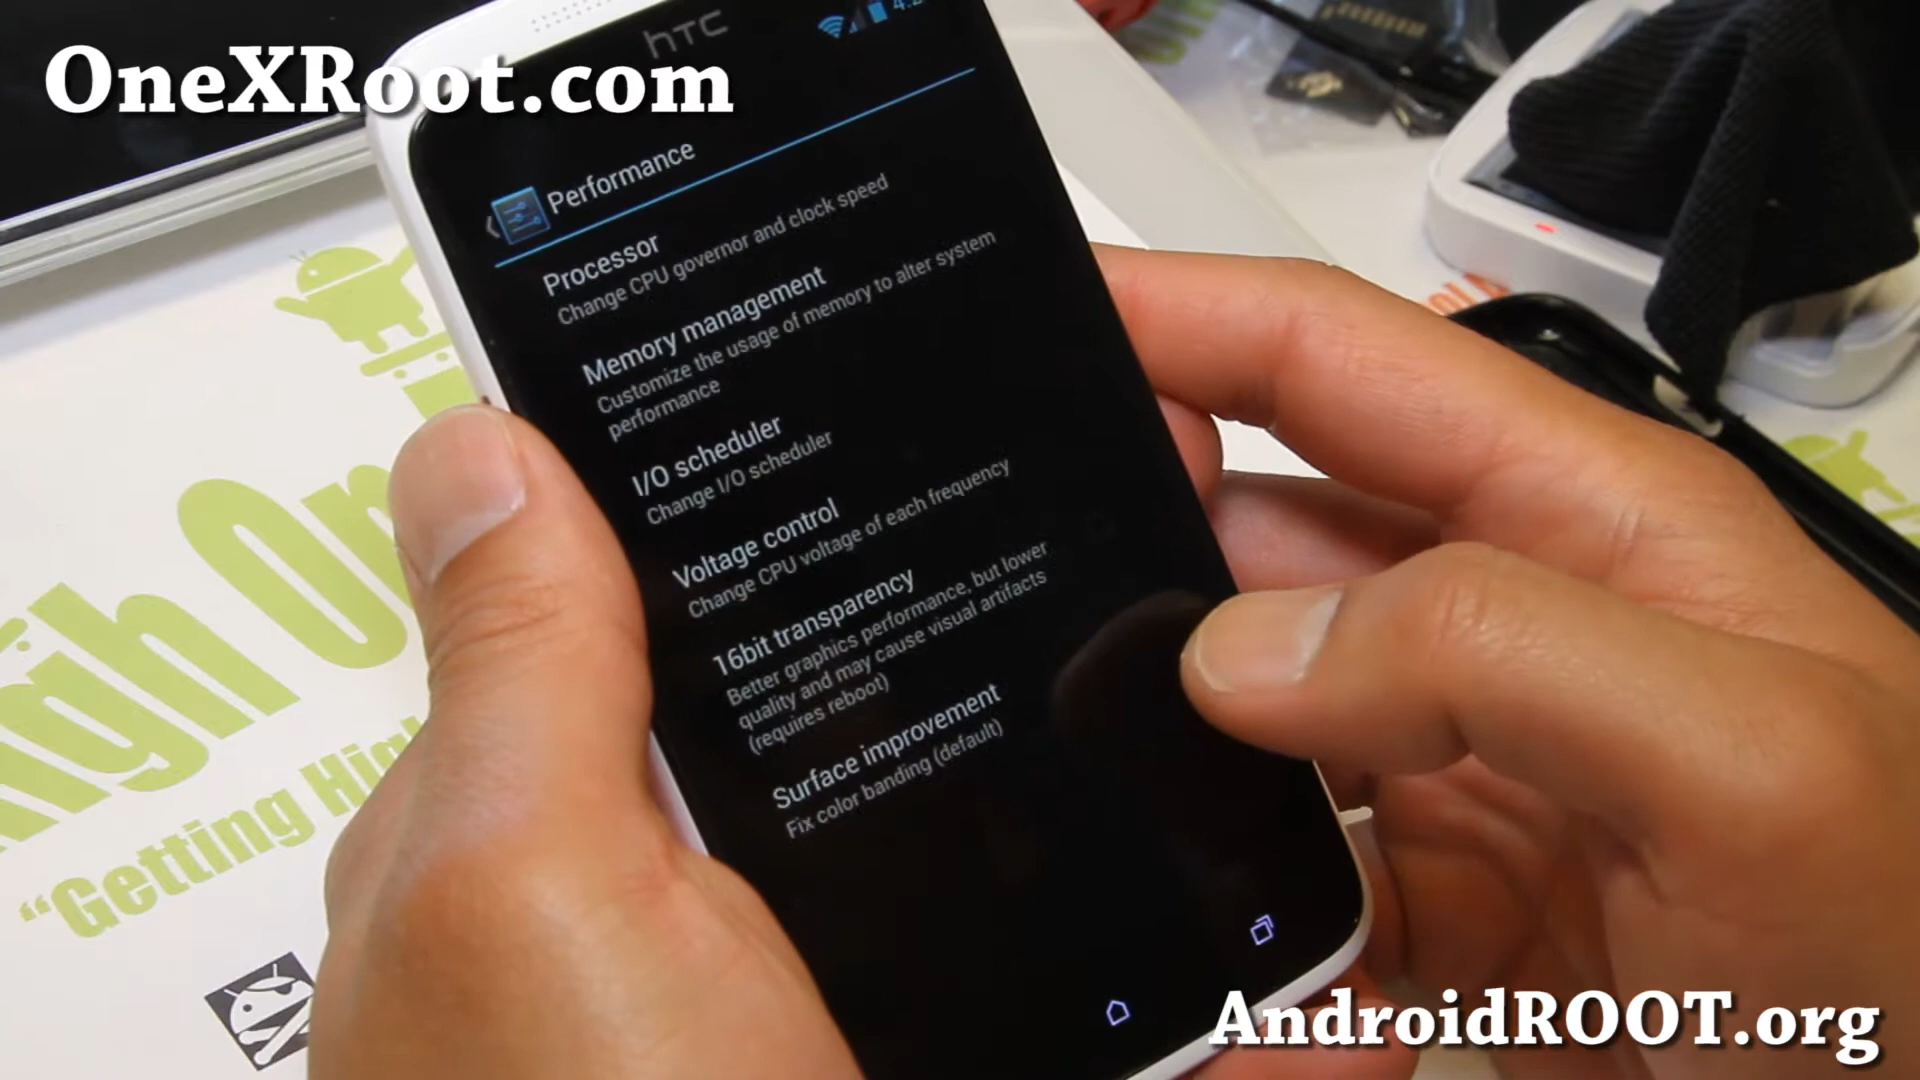 OneXRoot.com
hTC
Performance
Processor
Change CPU governor and clock speed
Memory management
Customize the usage of memory to alter system
performance
I/O scheduler
Change I/O scheduler
Voltage control
Change CPU voltage of each frequency
16bit transparency
Better graphics performance, but lower
quality and may cause visual artifacts
(requires reboot)
Surface improvement
Fix color banding (default)
“Getting
AndroidROOT.org